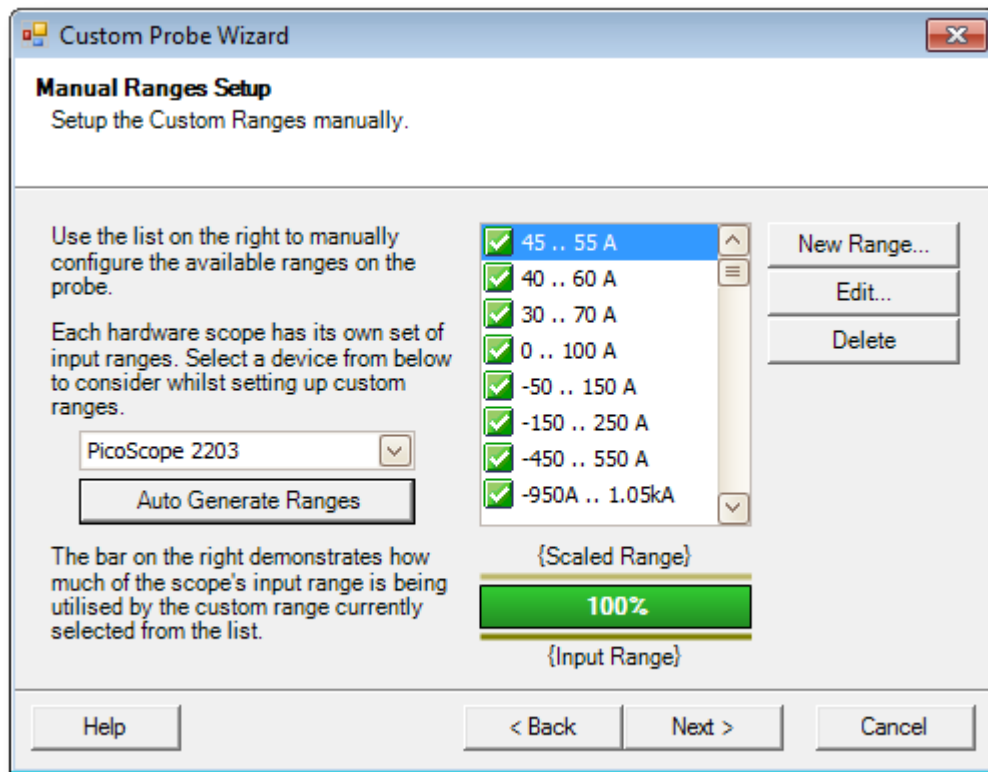 Custom Probe Wizard
Manual Ranges Setup
Setup the Custom Ranges manually.
Use the list on the right to manually
configure the available ranges on the
probe.
Each hardware scope has its own set of
input ranges. Select a device from below
to consider whilst setting up custom
ranges.
PicoScope 2203
Auto Generate Ranges
The bar on the right demonstrates how
much of the scope's input range is being
utilised by the custom range currently
selected from the list.
45 .. 55 A
40 .. 60 A
30 .. 70 A
0 .. 100 A
-50 .. 150 A
-150 .. 250 A
-450 .. 550 A
-950A .. 1.05kA
{Scaled Range}
100%
{Input Range}
New Range...
Edit...
Delete
Help
< Back
Next >
Cancel